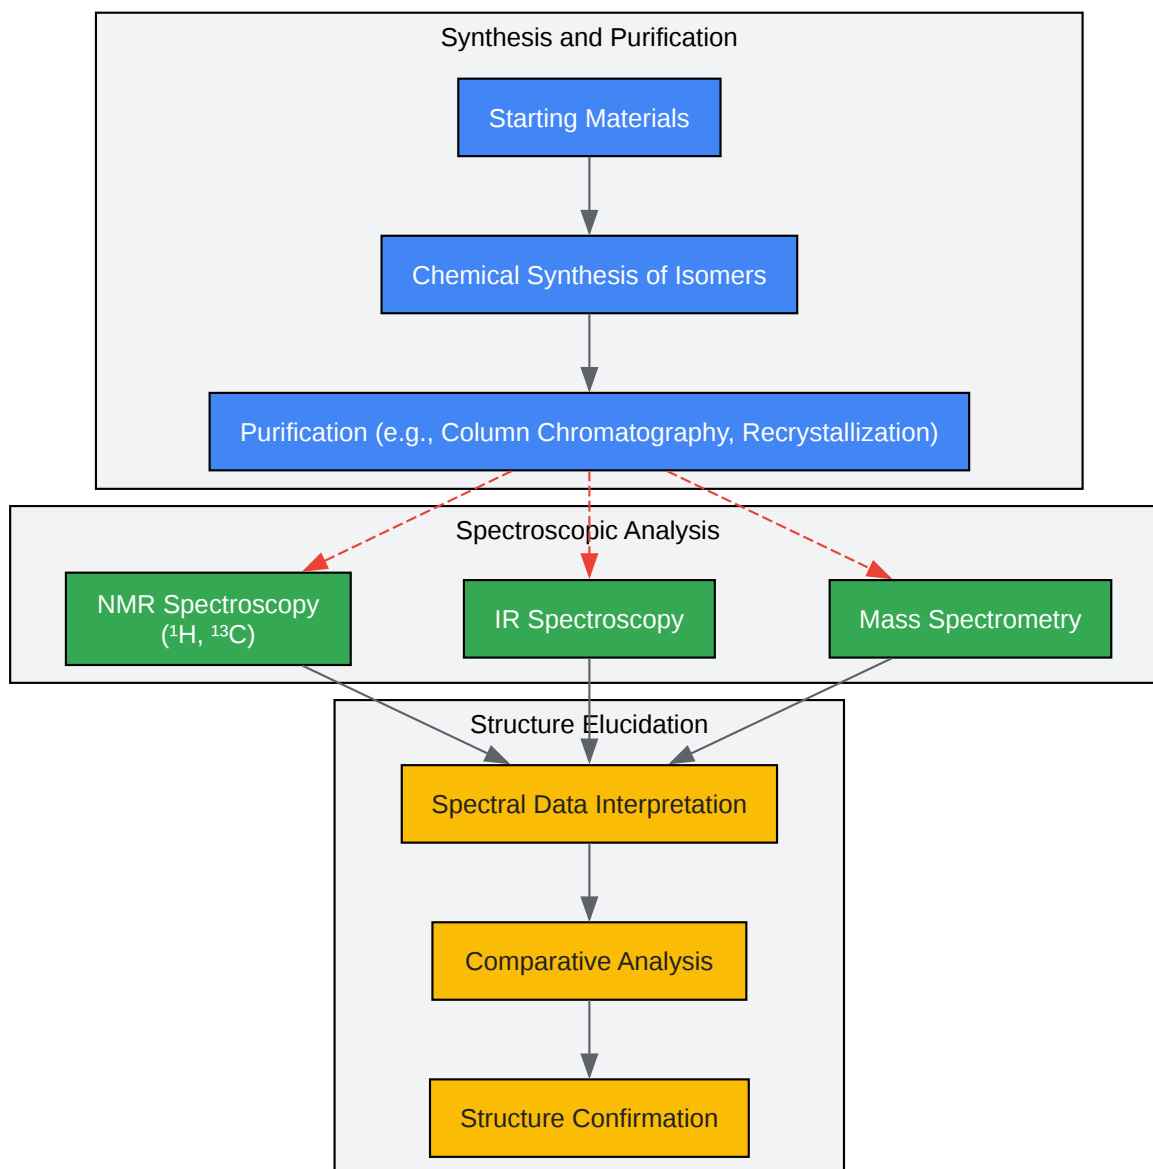 Synthesis and Purification
Starting Materials
Chemical Synthesis of Isomers
Purification (e.g., Column Chromatography, Recrystallization)
Spectroscopic Analysis
NMR Spectroscopy
(¹H, ¹³C)
IR Spectroscopy
Mass Spectrometry
Structure Elucidation
Spectral Data Interpretation
Comparative Analysis
Structure Confirmation